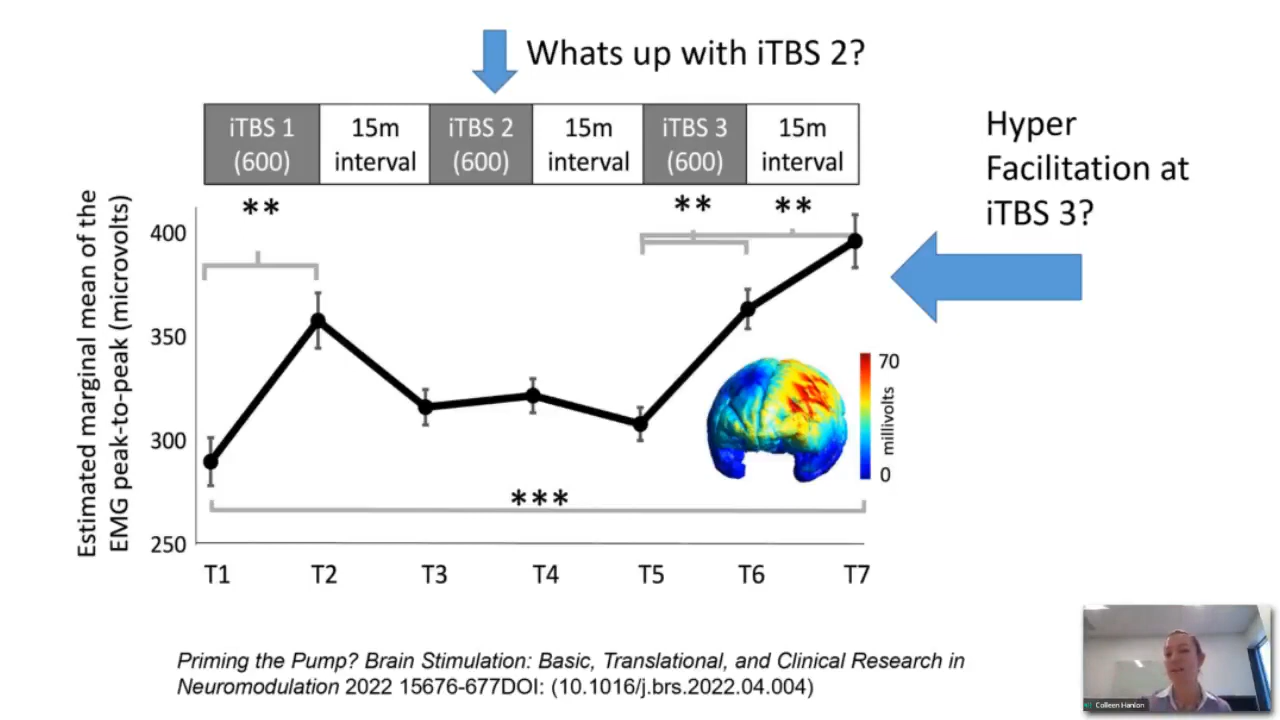 Whats up with iTBS 2?
iTBS 1
(600)
15m
interval
iTBS 2
(600)
15m
interval
iTBS 3
(600)
15m
interval
Hyper
Facilitation at
iTBS 3?
Estimated marginal mean of the
EMG peak-to-peak (microvolts)
**
**
**
400
350
300
250
***
70
millivolts
0
T1
T2
T3
T4
T5
T6
T7
Priming the Pump? Brain Stimulation: Basic, Translational, and Clinical Research in
Neuromodulation 2022 15676-677DOI: (10.1016/j.brs.2022.04.004)
Colleen Hanlon